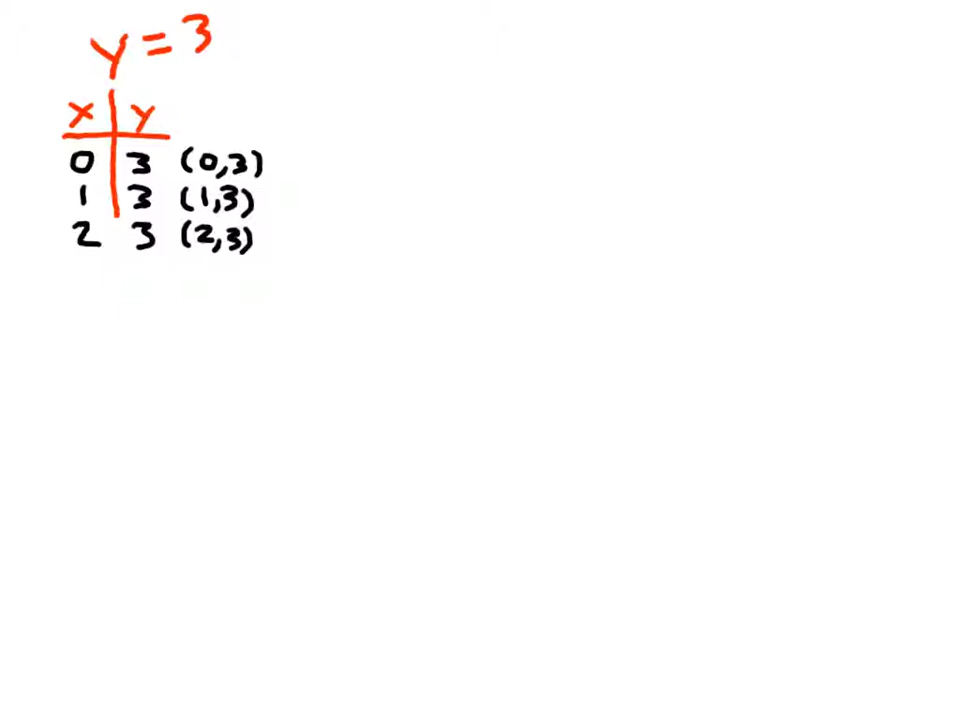 y = 3
x y
0 3 (0,3)
1 3 (1,3)
2 3 (2,3)